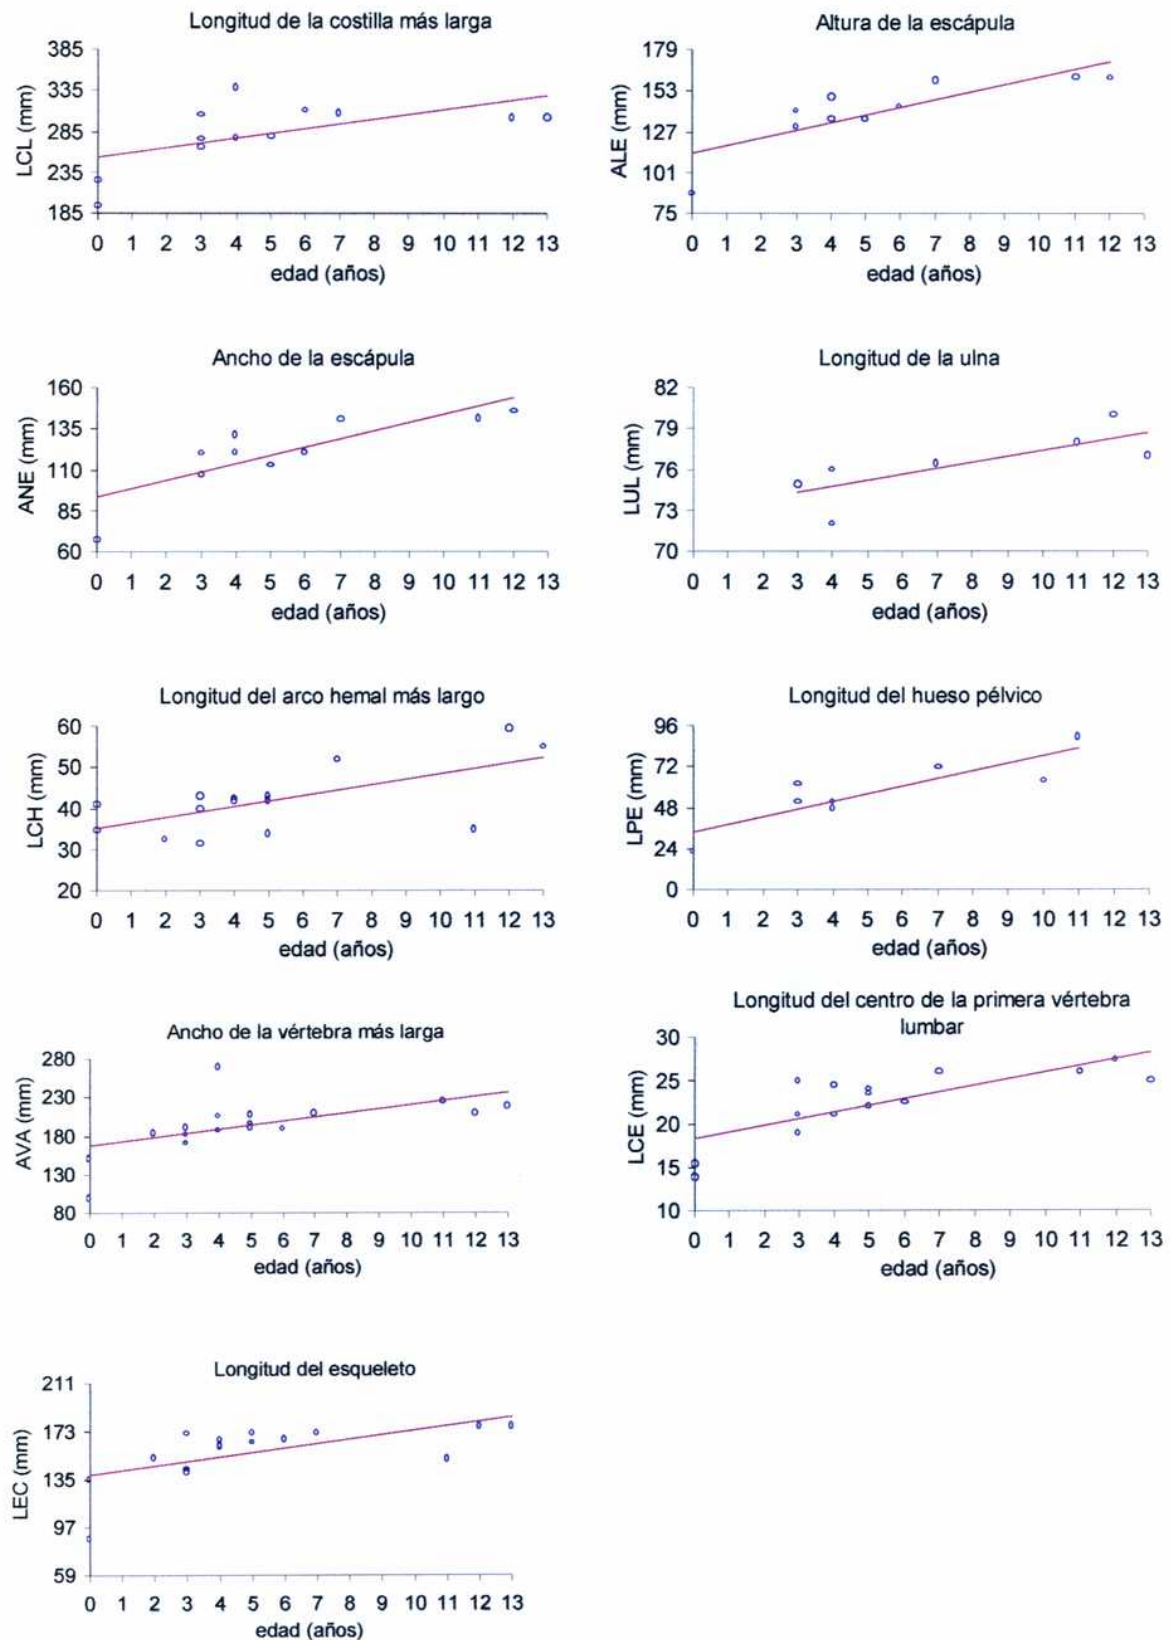 Longitud de la costilla más larga
385
335
285
235
185
LCL (mm)
0 1 2 3 4 5 6 7 8 9 10 11 12 13
edad (años)
Altura de la escápula
179
153
127
101
75
ALE (mm)
0 1 2 3 4 5 6 7 8 9 10 11 12 13
edad (años)
Ancho de la escápula
160
135
110
85
60
ANE (mm)
0 1 2 3 4 5 6 7 8 9 10 11 12 13
edad (años)
Longitud de la ulna
82
79
76
73
70
LUL (mm)
0 1 2 3 4 5 6 7 8 9 10 11 12 13
edad (años)
Longitud del arco hemal más largo
60
50
40
30
20
LCH (mm)
0 1 2 3 4 5 6 7 8 9 10 11 12 13
edad (años)
Longitud del hueso pélvico
96
72
48
24
0
LPE (mm)
0 1 2 3 4 5 6 7 8 9 10 11 12 13
edad (años)
Ancho de la vértebra más larga
280
230
180
130
80
AVA (mm)
0 1 2 3 4 5 6 7 8 9 10 11 12 13
edad (años)
Longitud del centro de la primera vértebra
lumbar
30
25
20
15
10
LCE (mm)
0 1 2 3 4 5 6 7 8 9 10 11 12 13
edad (años)
Longitud del esqueleto
211
173
135
97
59
LEC (mm)
0 1 2 3 4 5 6 7 8 9 10 11 12 13
edad (años)